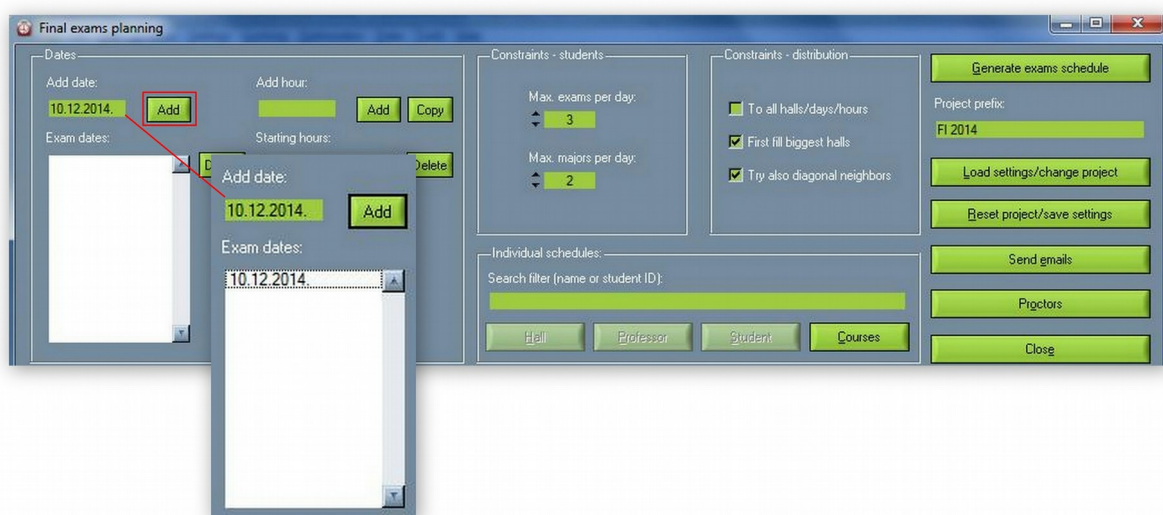 Final exams planning
Dates
Add date:
10.12.2014.
Add
Exam dates:
Add hour:
Add
Copy
Starting hours:
Delete
Add date:
10.12.2014.
Add
Exam dates:
10.12.2014.
Constraints - students
Max. exams per day:
3
Max. majors per day:
2
Constraints - distribution
To all halls/days/hours
First fill biggest halls
Try also diagonal neighbors
Individual schedules:
Search filter (name or student ID):
Hall
Professor
Student
Courses
Generate exams schedule
Project prefix:
FI 2014
Load settings/change project
Reset project/save settings
Send emails
Proctors
Close